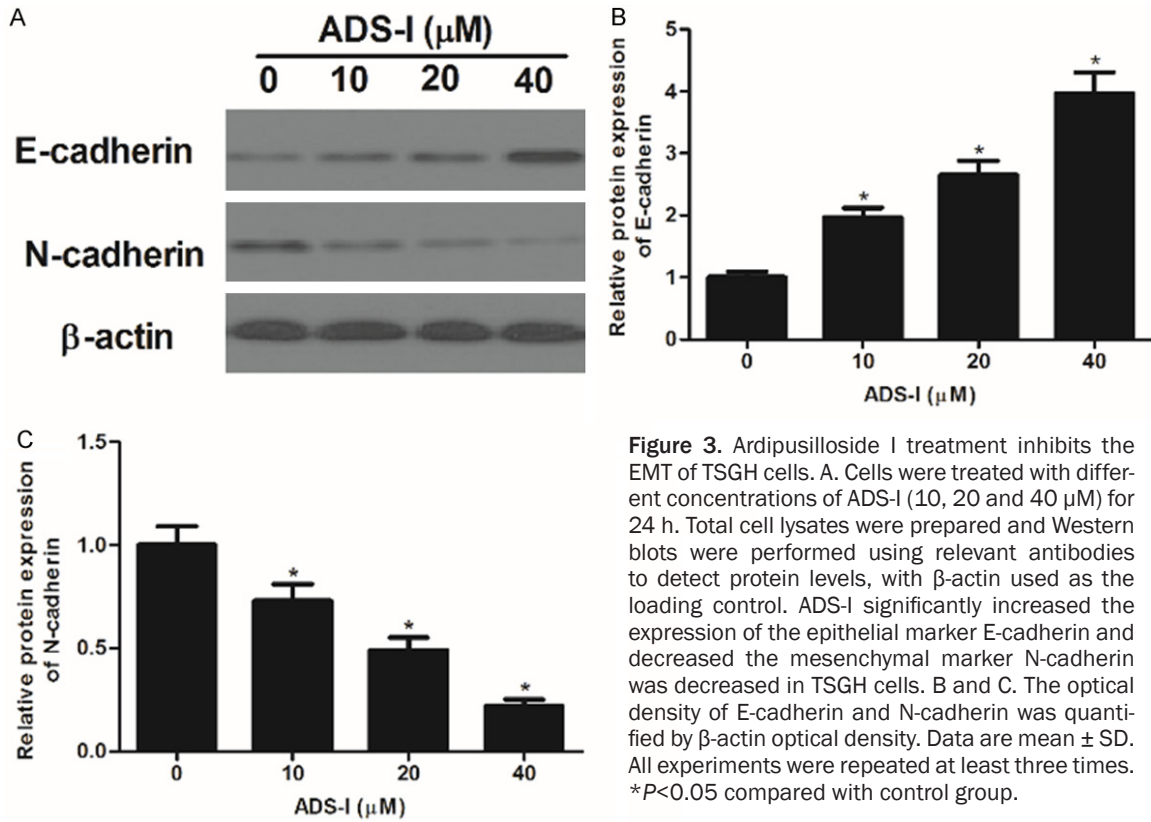 A
ADS-I (μM)
0 10 20 40
E-cadherin
N-cadherin
β-actin
B
Relative protein expression
of E-cadherin
5
4
3
2
1
0
*
*
*
0 10 20 40
ADS-I (μM)
C
Relative protein expression
of N-cadherin
1.5
1.0
0.5
0.0
*
*
*
0 10 20 40
ADS-I (μM)
Figure 3. Ardipusilloside I treatment inhibits the
EMT of TSGH cells. A. Cells were treated with differ-
ent concentrations of ADS-I (10, 20 and 40 μM) for
24 h. Total cell lysates were prepared and Western
blots were performed using relevant antibodies
to detect protein levels, with β-actin used as the
loading control. ADS-I significantly increased the
expression of the epithelial marker E-cadherin and
decreased the mesenchymal marker N-cadherin
was decreased in TSGH cells. B and C. The optical
density of E-cadherin and N-cadherin was quanti-
fied by β-actin optical density. Data are mean ± SD.
All experiments were repeated at least three times.
*P<0.05 compared with control group.